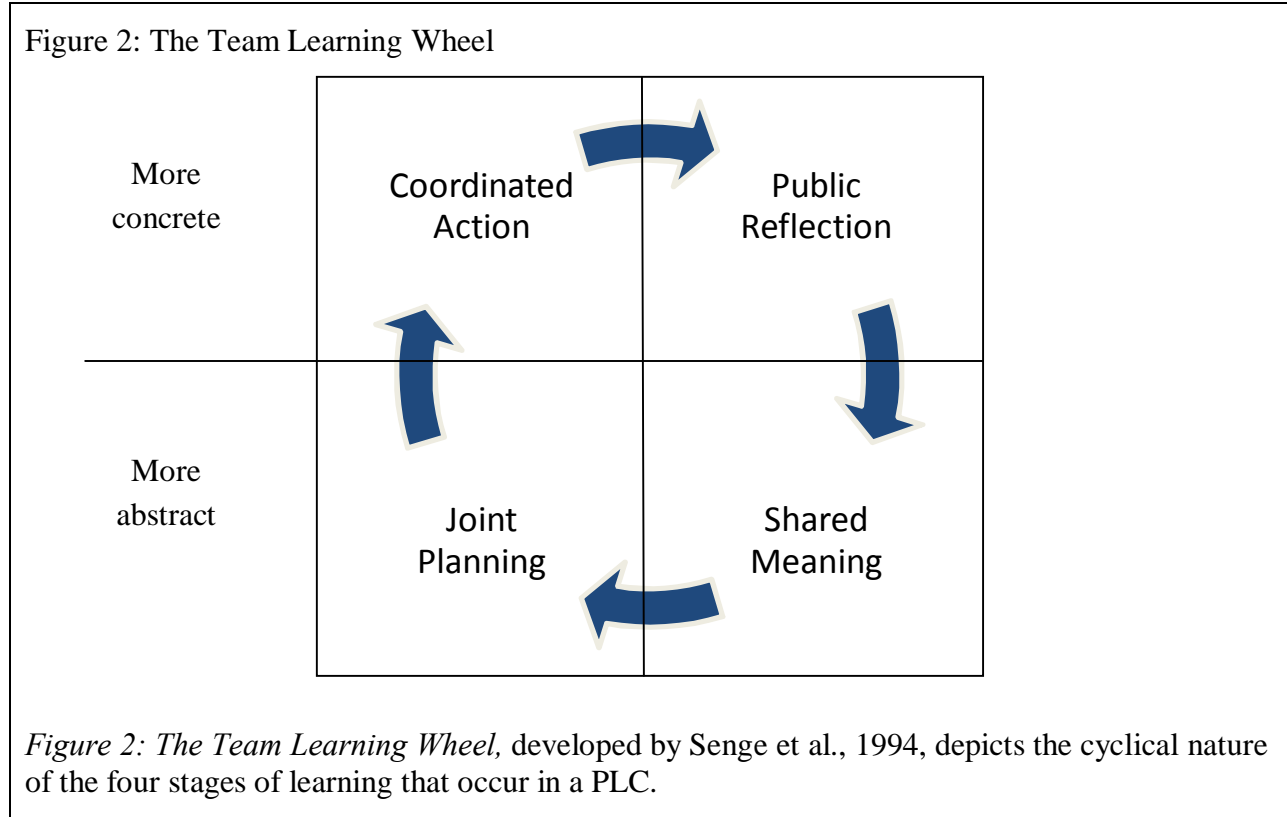 Figure 2: The Team Learning Wheel
More
concrete
Coordinated
Action
Public
Reflection
More
abstract
Joint
Planning
Shared
Meaning
Figure 2: The Team Learning Wheel, developed by Senge et al., 1994, depicts the cyclical nature
of the four stages of learning that occur in a PLC.